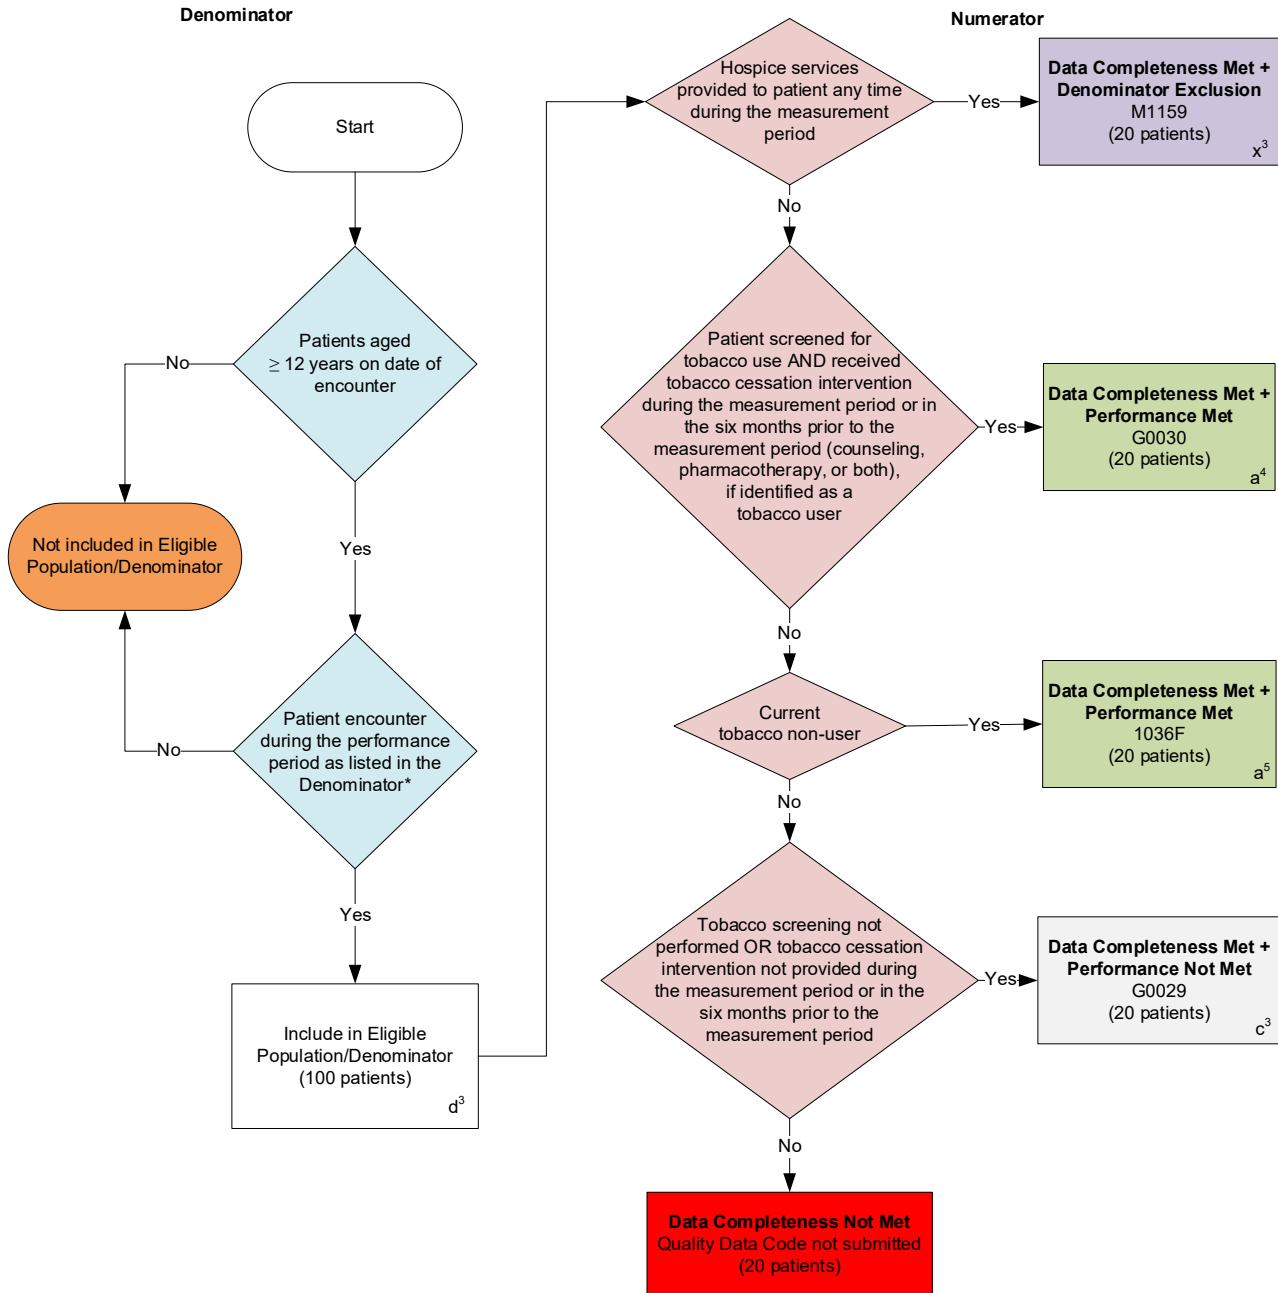 Denominator
Start
Patients aged
≥ 12 years on date of
encounter
No
Not included in Eligible
Population/Denominator
Yes
Patient encounter
during the performance
period as listed in the
Denominator*
No
Yes
Include in Eligible
Population/Denominator
(100 patients)
d³
Numerator
Hospice services
provided to patient any time
during the measurement
period
Yes
Data Completeness Met +
Denominator Exclusion
M1159
(20 patients)
x³
No
Patient screened for
tobacco use AND received
tobacco cessation intervention
during the measurement period or in
the six months prior to the
measurement period (counseling,
pharmacotherapy, or both),
if identified as a
tobacco user
Yes
Data Completeness Met +
Performance Met
G0030
(20 patients)
a⁴
No
Current
tobacco non-user
Yes
Data Completeness Met +
Performance Met
1036F
(20 patients)
a⁵
No
Tobacco screening not
performed OR tobacco cessation
intervention not provided during
the measurement period or in the
six months prior to the
measurement period
Yes
Data Completeness Met +
Performance Not Met
G0029
(20 patients)
c³
No
Data Completeness Not Met
Quality Data Code not submitted
(20 patients)